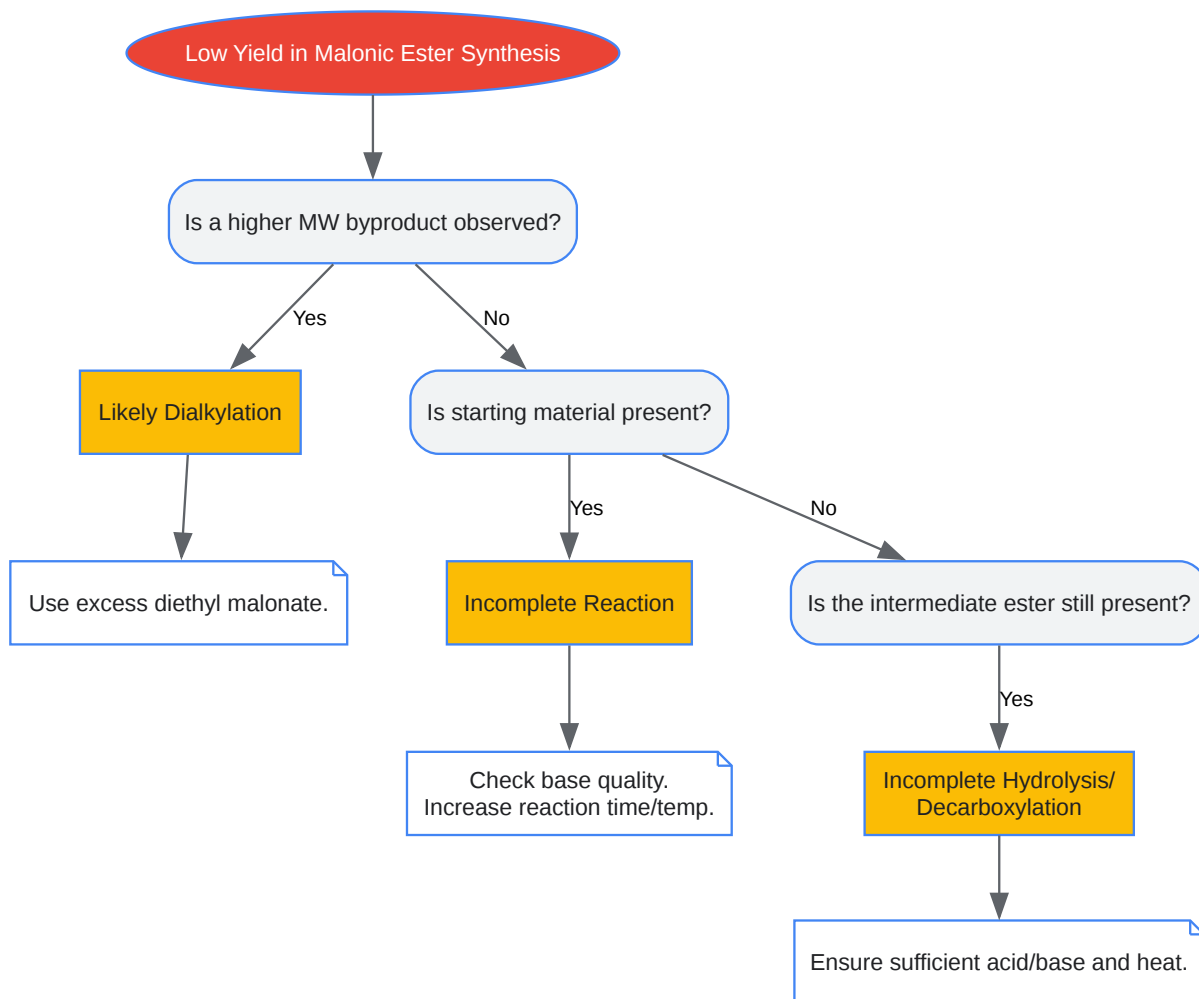 Low Yield in Malonic Ester Synthesis
Is a higher MW byproduct observed?
Yes
No
Likely Dialkylation
Is starting material present?
Yes
No
Use excess diethyl malonate.
Incomplete Reaction
Is the intermediate ester still present?
Yes
Check base quality.
Increase reaction time/temp.
Incomplete Hydrolysis/
Decarboxylation
Ensure sufficient acid/base and heat.